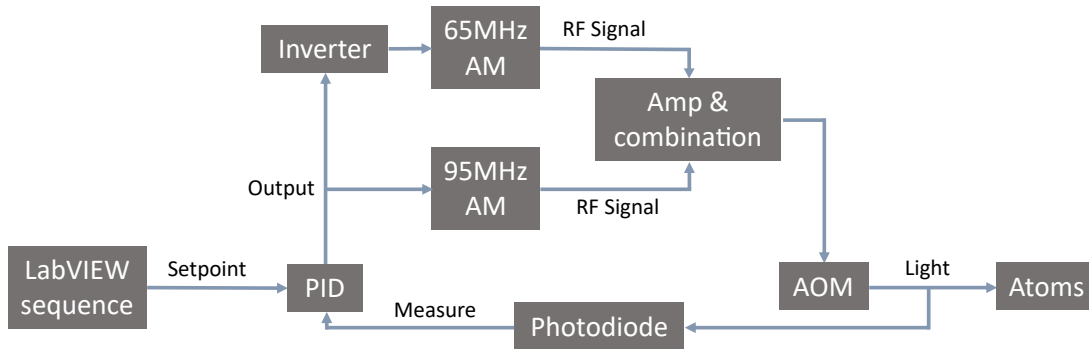 Inverter
65MHz
AM
RF Signal
Amp &
combination
Output
95MHz
AM
RF Signal
LabVIEW
sequence
Setpoint
PID
Measure
Photodiode
AOM
Light
Atoms